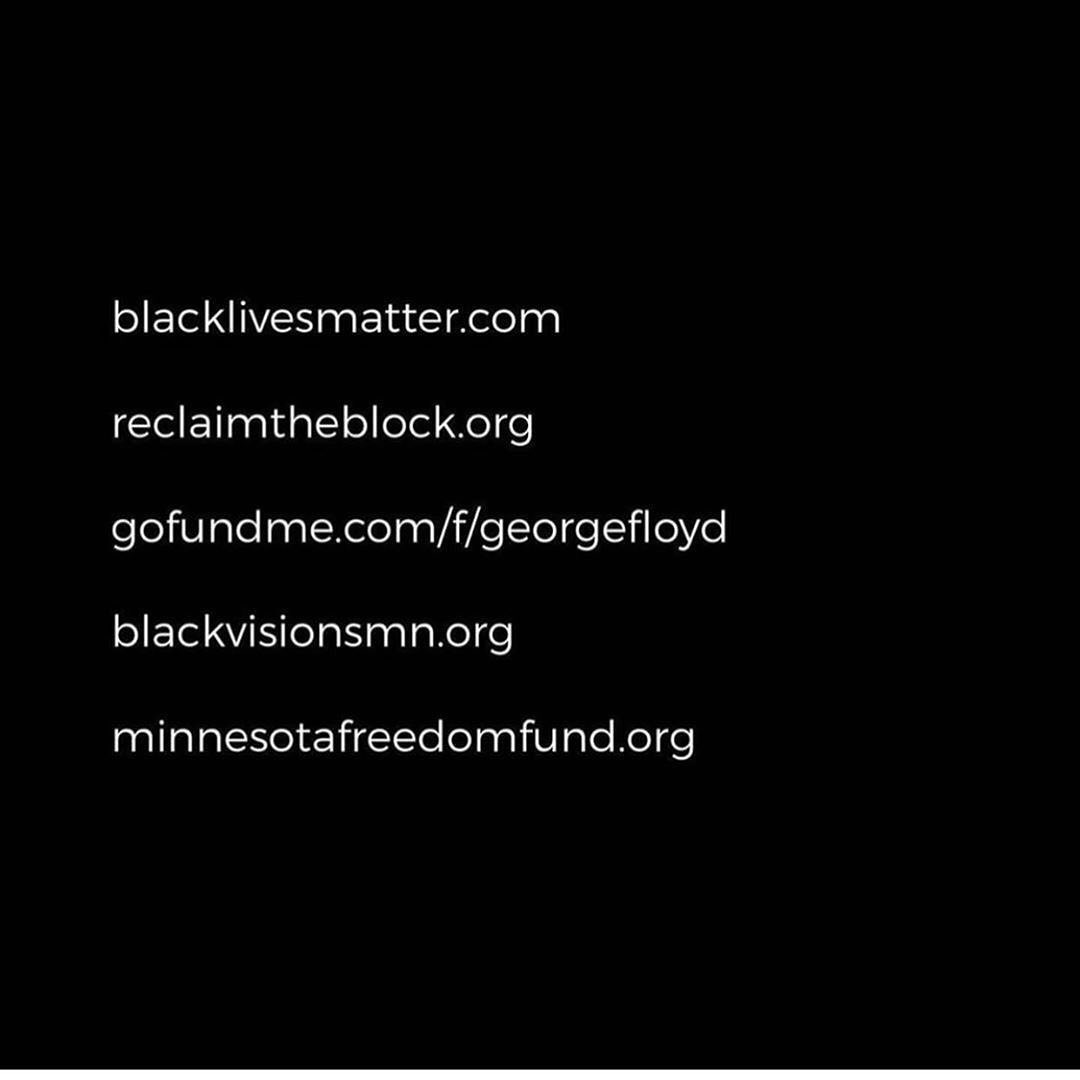 blacklivesmatter.com
reclaimtheblock.org
gofundme.com/f/georgefloyd
blackvisionsmn.org
minnesotafreedomfund.org